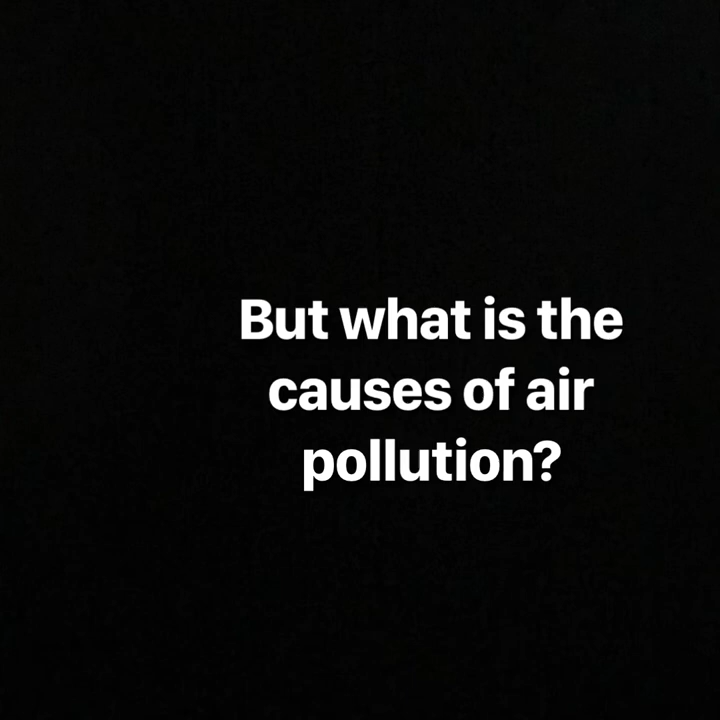 But what is the
causes of air
pollution?